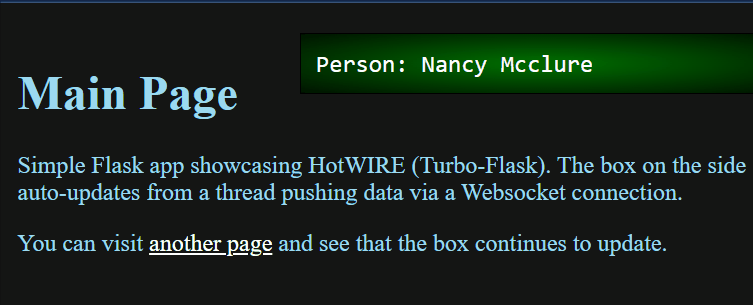 Person: Nancy Mcclure
Main Page
Simple Flask app showcasing HotWIRE (Turbo-Flask). The box on the side
auto-updates from a thread pushing data via a Websocket connection.
You can visit another page and see that the box continues to update.